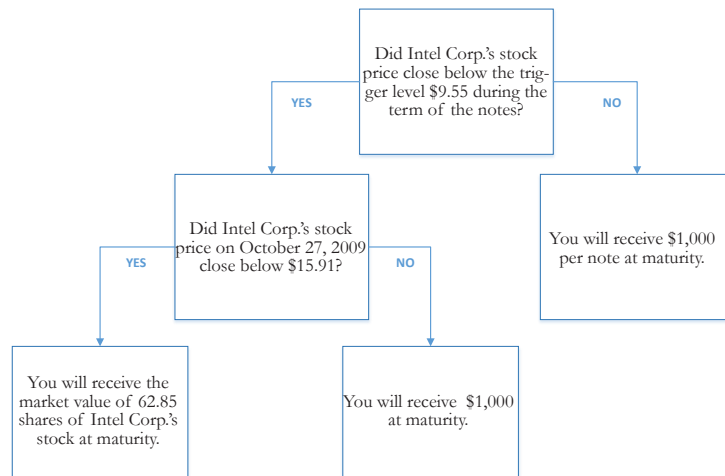 Did Intel Corp.'s stock
price close below the trig-
ger level $9.55 during the
term of the notes?
YES
NO
Did Intel Corp.'s stock
price on October 27, 2009
close below $15.91?
You will receive $1,000
per note at maturity.
YES
NO
You will receive the
market value of 62.85
shares of Intel Corp.'s
stock at maturity.
You will receive $1,000
at maturity.